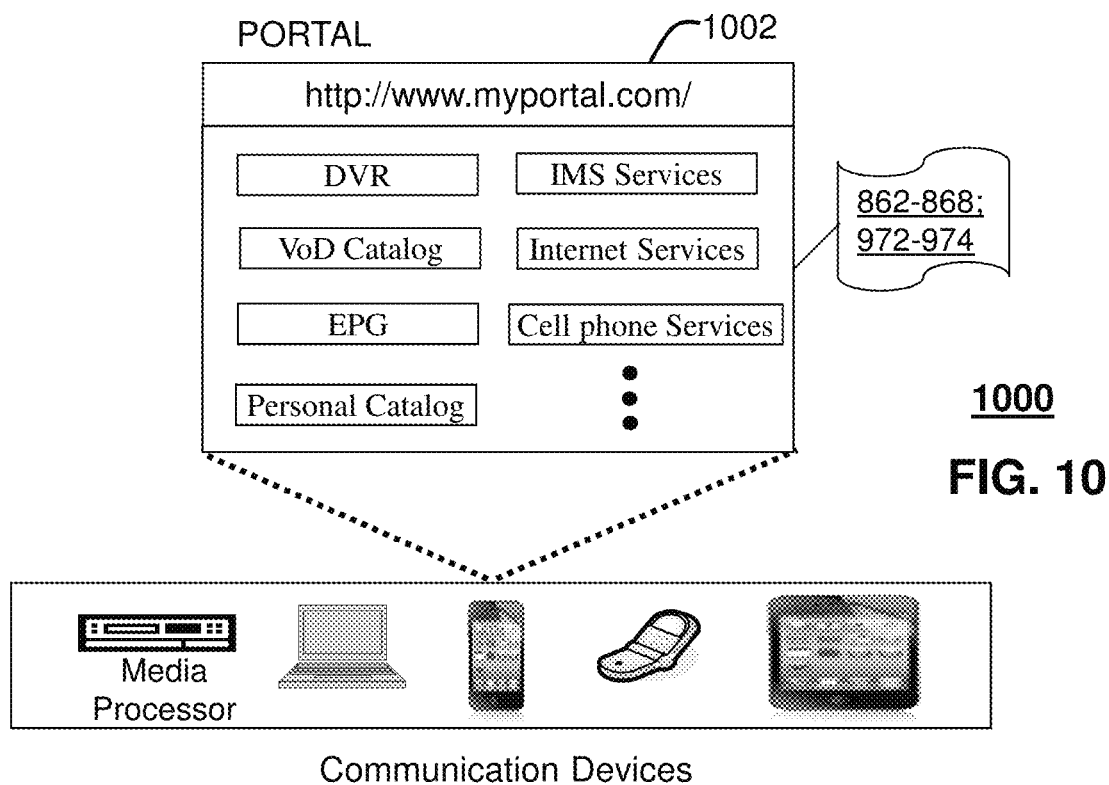 PORTAL
1002
http://www.myportal.com/
DVR
IMS Services
VoD Catalog
Internet Services
EPG
Cell phone Services
Personal Catalog
862-868;
972-974
1000
FIG. 10
Media
Processor
Communication Devices